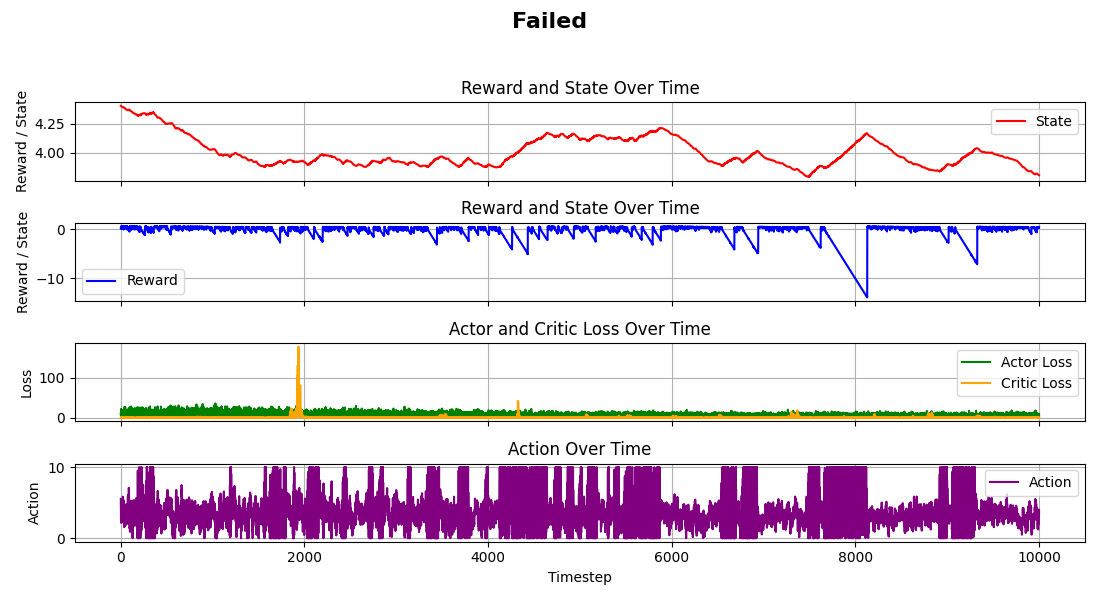 Failed
Reward and State Over Time
Reward / State
4.25
4.00
State
Reward and State Over Time
Reward / State
0
−10
Reward
Actor and Critic Loss Over Time
Loss
100
0
Actor Loss
Critic Loss
Action Over Time
Action
10
0
Action
0 2000 4000 6000 8000 10000
Timestep